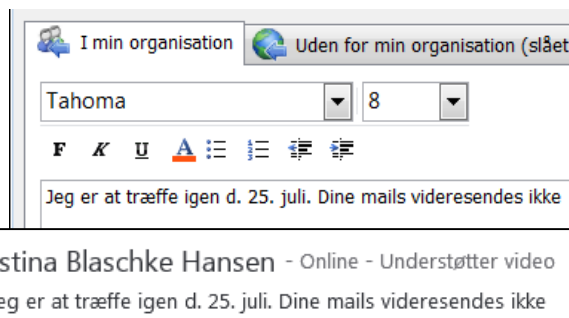 I min organisation Uden for min organisation (slået
Tahoma 8
F K U A
Jeg er at træffe igen d. 25. juli. Dine mails videresendes ikke
stina Blaschke Hansen - Online - Understøtter video
eg er at træffe igen d. 25. juli. Dine mails videresendes ikke